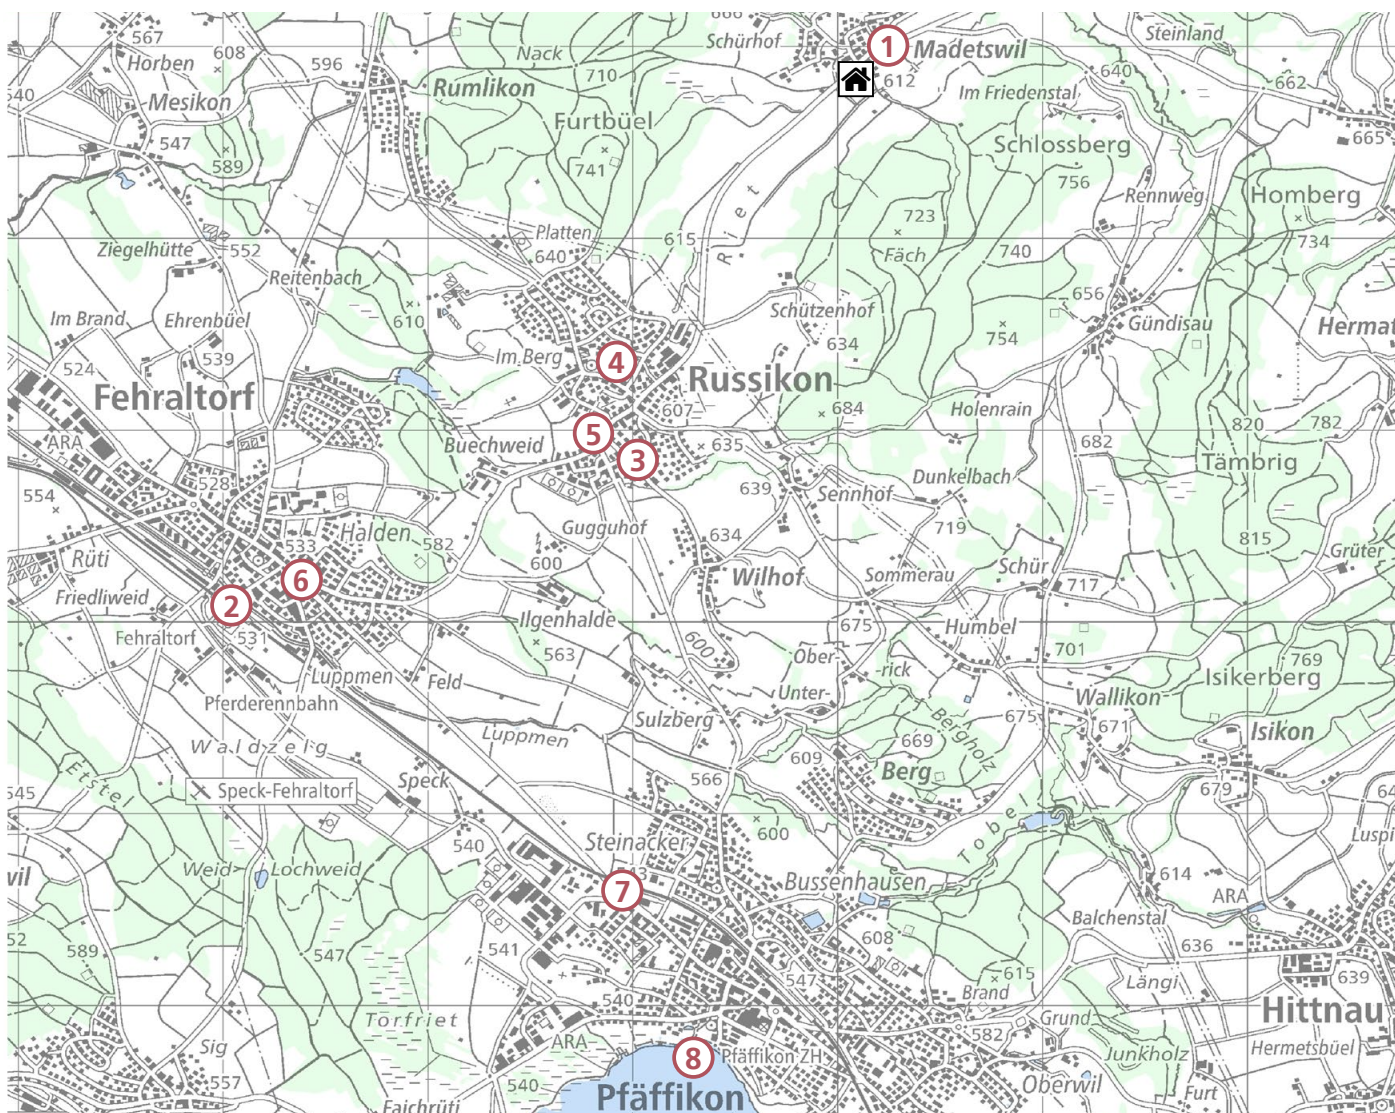 567
608
Horben
540
596
Mesikon
547
589
Rumlikon
Nack
710
Furtbüel
741
666
Schürhof
1
Madetswil
612
Steinland
640
Im Friedenstal
662
665
Schlossberg
756
Rennweg
Homberg
734
723
Fäch
740
Riet
615
Platten
640
Ziegelhütte
552
Reitenbach
610
Im Brand
Ehrenbüel
539
524
Fehraltorf
ARA
Im Berg
4
Russikon
Schützenhof
634
754
656
Gündisau
607
684
Holenrain
820
782
Tämbrig
682
5
3
635
Buechweid
639
Sennhof
Dunkelbach
719
815
554
528
Halden
533
582
Rüti
6
2
Friedliweid
Fehraltorf
531
Gugguhof
600
634
Wilhof
Sommerau
Schür
717
Grüter
Ilgenhalde
563
600
675
Humbel
701
Ober-
-rick
Unter-
769
Isikerberg
Luppmen
Feld
Pferderennbahn
Sulzberg
Luppmen
Waldzelg
Wallikon
675
671
Isikon
669
Bergholz
609
Berg
566
679
Speck
Speck-Fehraltorf
545
Etstel
600
Tobel
Steinacker
540
Weid
Lochweid
7
Bussenhausen
614
ARA
Balchenstal
636
639
Hittnau
52
589
547
541
608
615
Längi
Brand
547
540
582
Grund
Torfriet
ARA
8
Pfäffikon ZH
Junkholz
Hermetsbüel
Sig
557
540
Pfäffikon
Oberwil
Furt
Faichrüti